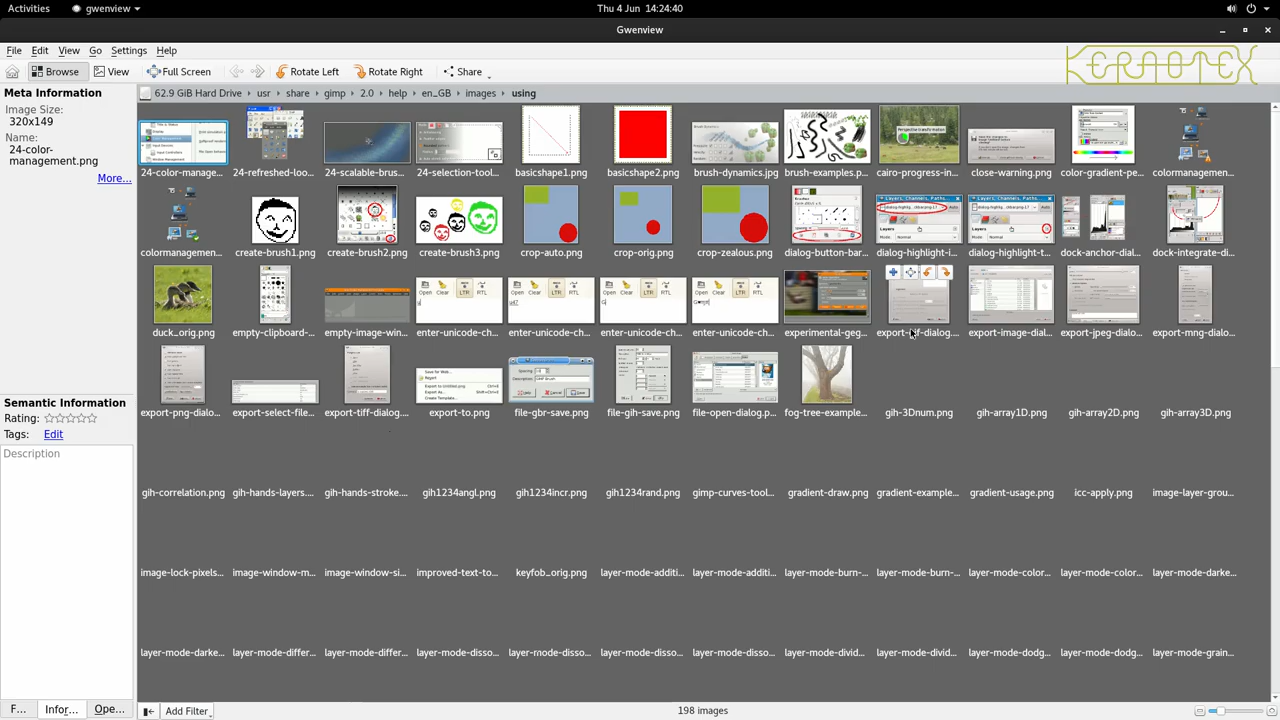 Activities gwenview Thu 4 Jun 14:24:40
Gwenview
File Edit View Go Settings Help
KERAOTEX
Browse View Full Screen Rotate Left Rotate Right Share
Meta Information
Image Size:
320x149
Name:
24-color-
management.png
More...
Semantic Information
Rating:
Tags: Edit
Description
F... Infor... Ope...
62.9 GiB Hard Drive usr share gimp 2.0 help en_GB images using
24-color-manage... 24-refreshed-loo... 24-scalable-brus... 24-selection-tool... basicshape1.png basicshape2.png brush-dynamics.jpg brush-examples.p... cairo-progress-in... close-warning.png color-gradient-pe... colormanagemen...
colormanagemen... create-brush1.png create-brush2.png create-brush3.png crop-auto.png crop-orig.png crop-zealous.png dialog-button-bar... dialog-highlight-i... dialog-highlight-t... dock-anchor-dial... dock-integrate-di...
duck_orig.png empty-clipboard-... empty-image-win... enter-unicode-ch... enter-unicode-ch... enter-unicode-ch... enter-unicode-ch... experimental-geg... export-gif-dialog.... export-image-dial... export-jpeg-dialo... export-mng-dialo...
export-png-dialo... export-select-file... export-tiff-dialog.... export-to.png file-gbr-save.png file-gih-save.png file-open-dialog.p... fog-tree-example... gih-3Dnum.png gih-array1D.png gih-array2D.png gih-array3D.png
gih-correlation.png gih-hands-layers.... gih-hands-stroke.... gih1234angl.png gih1234incr.png gih1234rand.png gimp-curves-tool... gradient-draw.png gradient-example... gradient-usage.png icc-apply.png image-layer-grou...
image-lock-pixels... image-window-m... image-window-si... improved-text-to... keyfob_orig.png layer-mode-additi... layer-mode-additi... layer-mode-burn-... layer-mode-burn-... layer-mode-color... layer-mode-color... layer-mode-darke...
layer-mode-darke... layer-mode-differ... layer-mode-differ... layer-mode-disso... layer-mode-disso... layer-mode-disso... layer-mode-disso... layer-mode-divid... layer-mode-divid... layer-mode-dodg... layer-mode-dodg... layer-mode-grain...
Add Filter 198 images